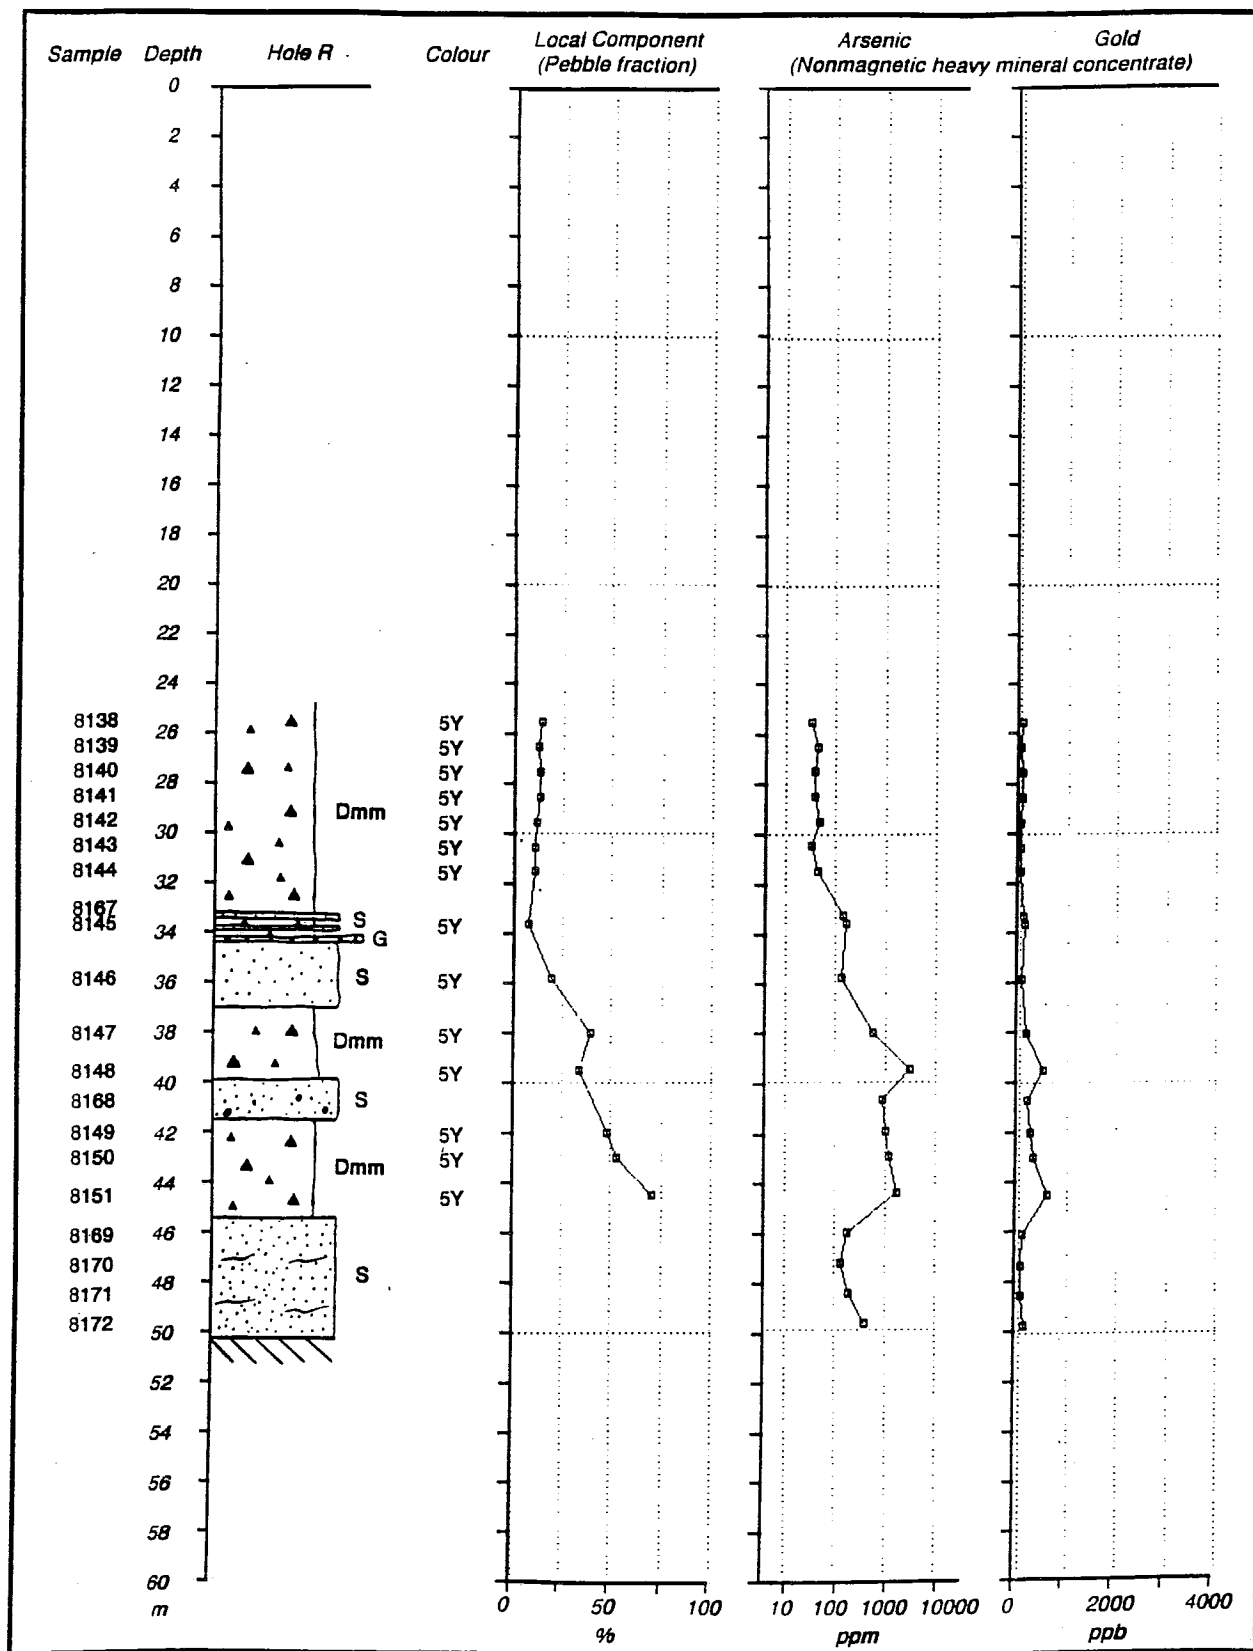 Sample Depth Hole R Colour Local Component (Pebble fraction) Arsenic Gold
(Nonmagnetic heavy mineral concentrate)
0
2
4
6
8
10
12
14
16
18
20
22
24
8138 5Y
26
8139 5Y
8140 5Y
28
8141 5Y
8142 Dmm 5Y
30
8143 5Y
8144 5Y
32
8167
8145 S 5Y
34 G
8146 S 5Y
36
8147 5Y
38 Dmm
8148 5Y
40
8168 S
8149 5Y
42
8150 Dmm 5Y
8151 5Y
44
8169
46
8170 S
48
8171
8172
50
52
54
56
58
60
m
0 50 100 10 100 1000 10000 0 2000 4000
% ppm ppb